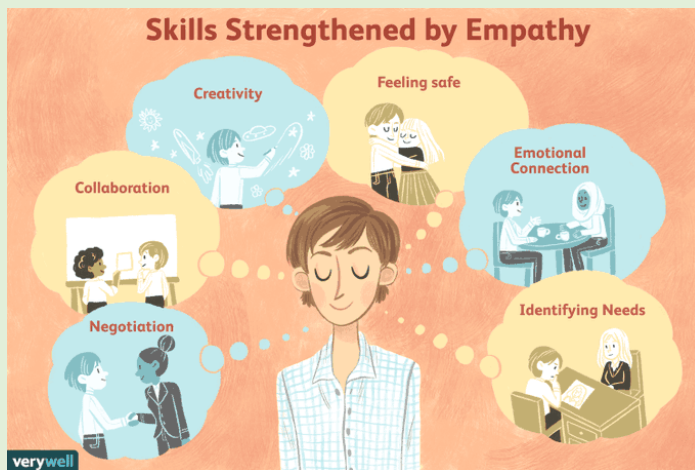 Skills Strengthened by Empathy
Creativity
Feeling safe
Collaboration
Emotional
Connection
Negotiation
Identifying Needs
verywell